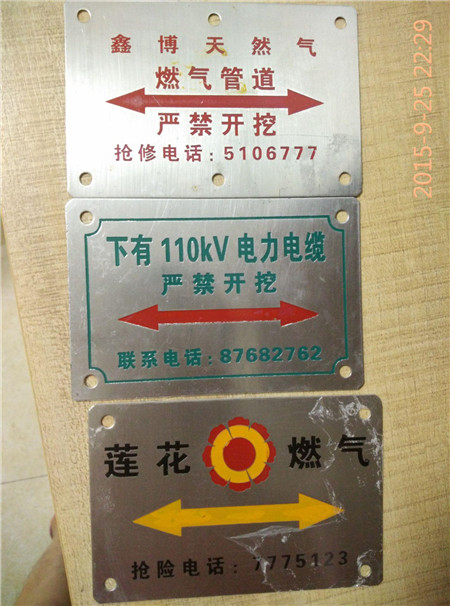 鑫博天然气
燃气管道
严禁开挖
抢修电话:5106777
下有110kV电力电缆
严禁开挖
联系电话:87682762
莲花 燃气
抢险电话:7775123
2015-9-25 22:29